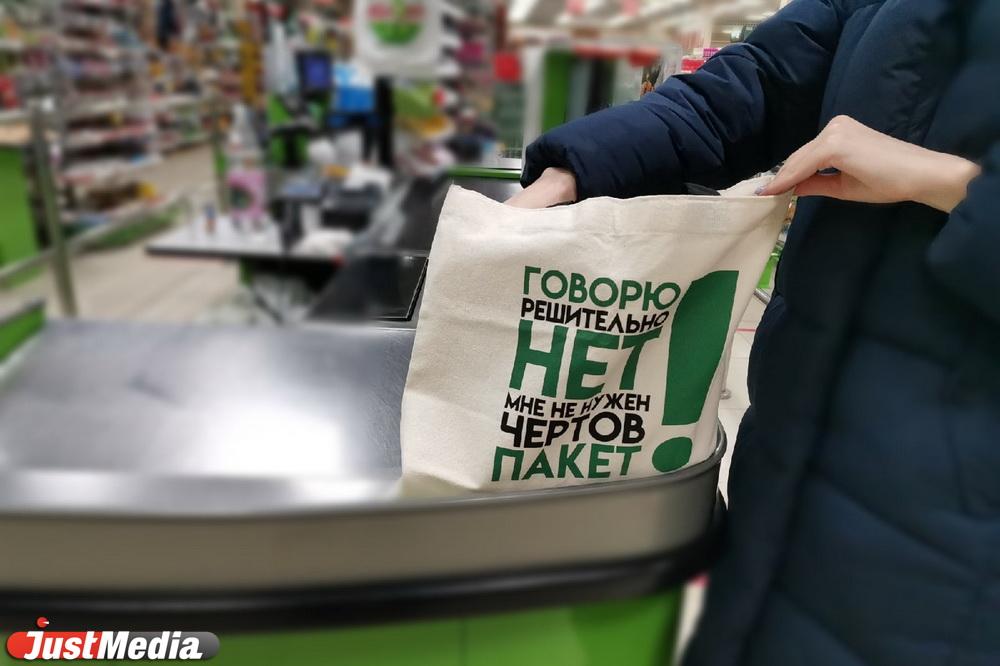 ГОВОРЮ
РЕШИТЕЛЬНО
НЕТ!
МНЕ НЕ НУЖЕН
ЧЕРТОВ
ПАКЕТ
JUSTMEDIA